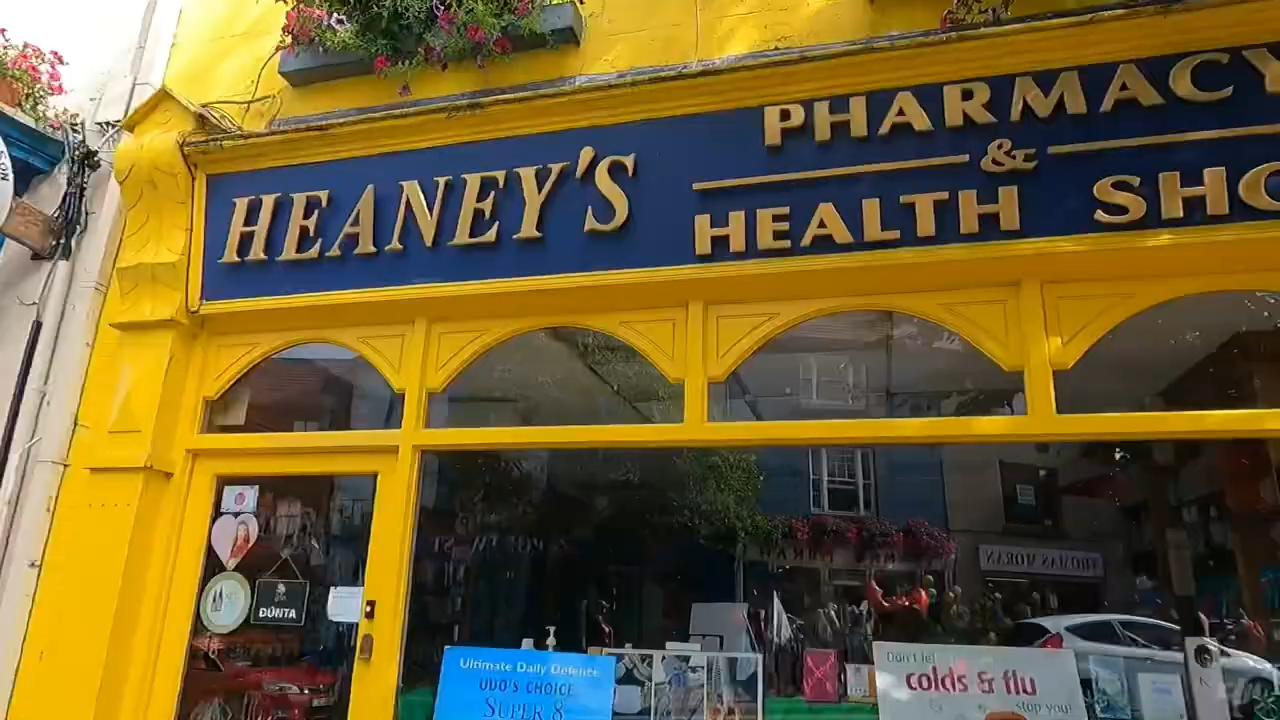 HEANEY'S
PHARMACY
&
HEALTH SHO
DÚNTA
Ultimate Daily Defence
UDO'S CHOICE
SUPER 8
Don't let
colds & flu
stop you!
THOMAS MORAN